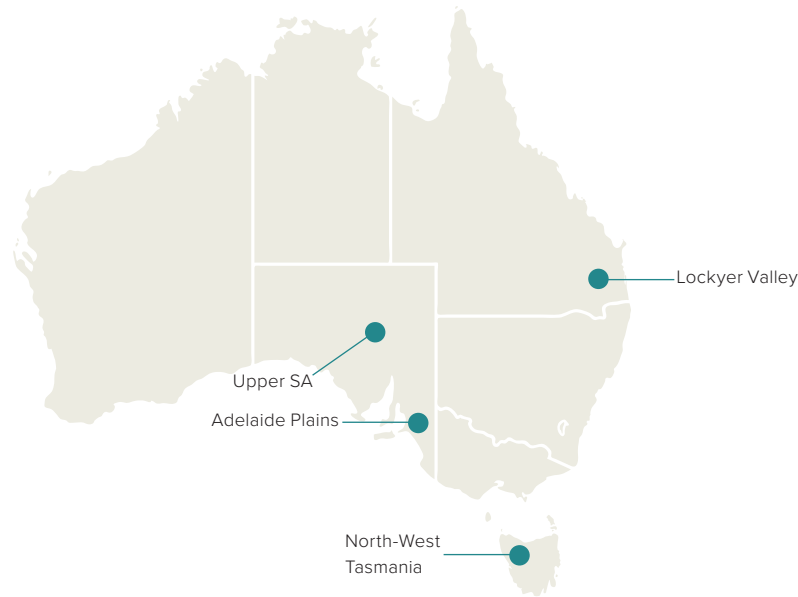 Lockyer Valley
Upper SA
Adelaide Plains
North-West
Tasmania